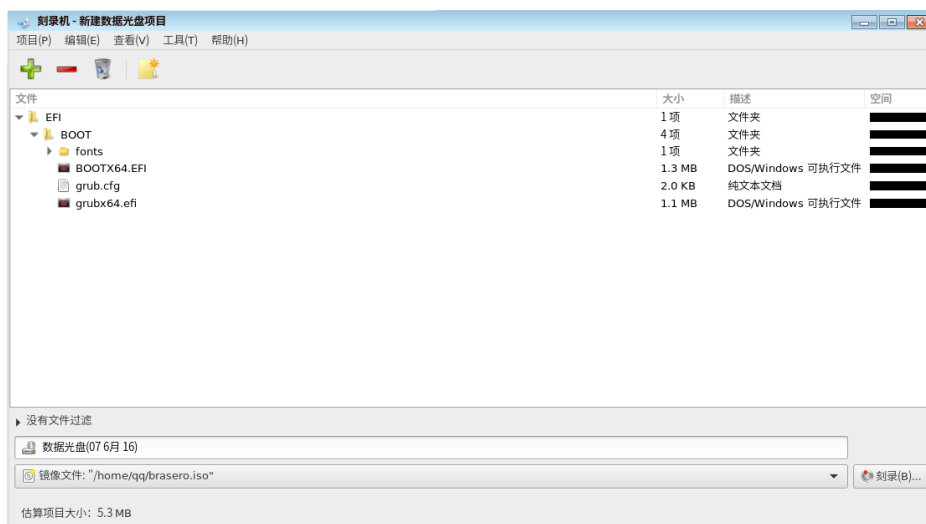 刻录机 - 新建数据光盘项目
项目(P) 编辑(E) 查看(V) 工具(T) 帮助(H)
文件 大小 描述 空间
EFI 1 项 文件夹
BOOT 4 项 文件夹
fonts 1 项 文件夹
BOOTX64.EFI 1.3 MB DOS/Windows 可执行文件
grub.cfg 2.0 KB 纯文本文档
grubx64.efi 1.1 MB DOS/Windows 可执行文件
没有文件过滤
数据光盘(07 6月 16)
镜像文件: "/home/qq/brasero.iso" 刻录(B)...
估算项目大小: 5.3 MB